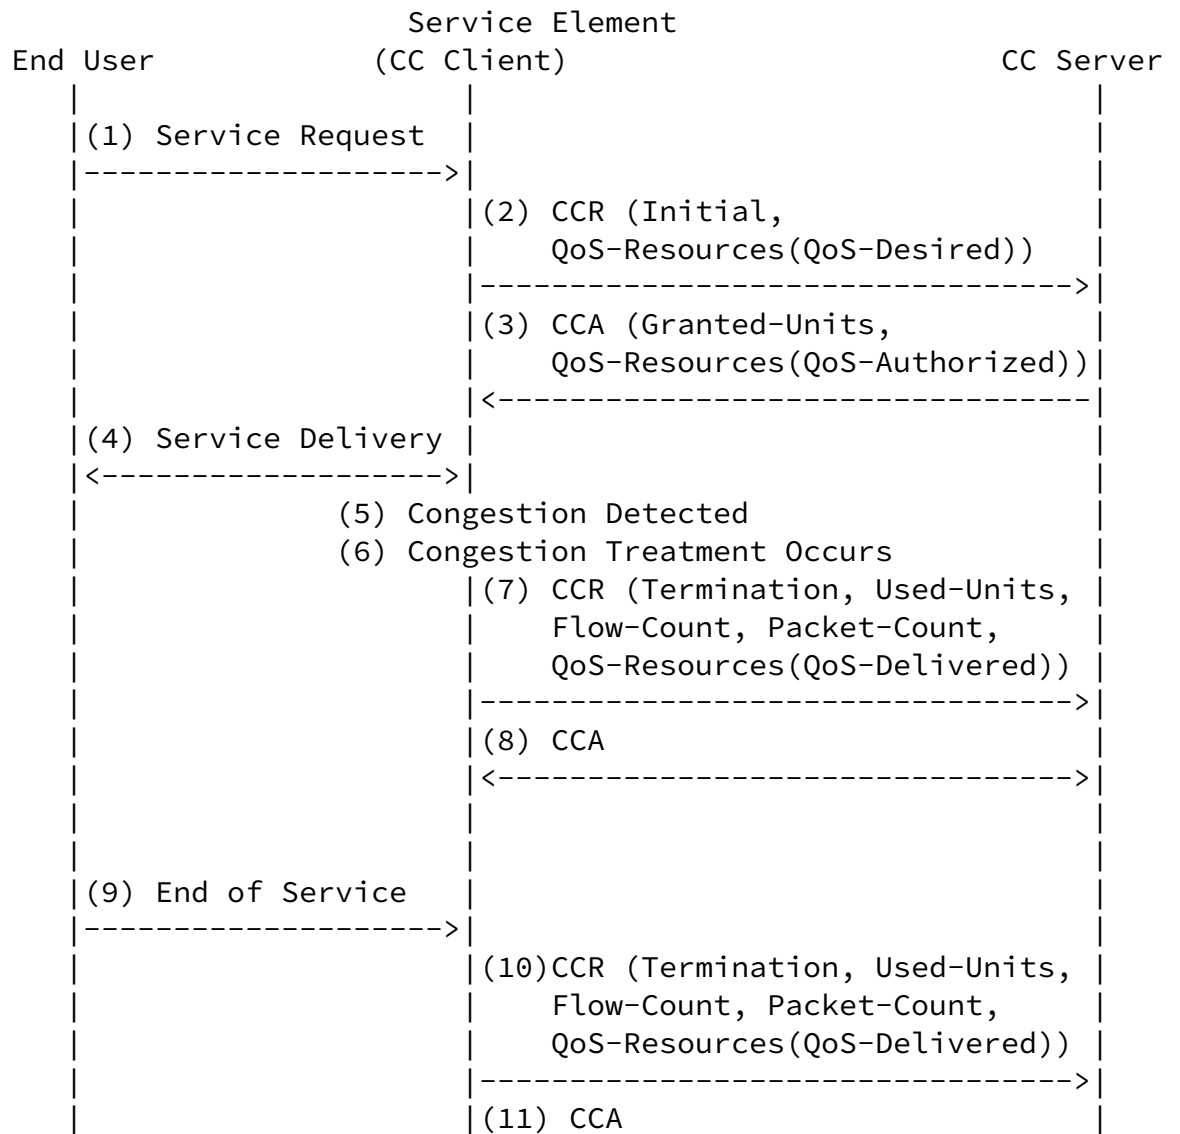 Service Element
End User (CC Client) CC Server
(1) Service Request
-------------------->
(2) CCR (Initial,
QoS-Resources(QoS-Desired))
--------------------------------->
(3) CCA (Granted-Units,
QoS-Resources(QoS-Authorized))
<---------------------------------
(4) Service Delivery
<------------------->
(5) Congestion Detected
(6) Congestion Treatment Occurs
(7) CCR (Termination, Used-Units,
Flow-Count, Packet-Count,
QoS-Resources(QoS-Delivered))
--------------------------------->
(8) CCA
<-------------------------------->
(9) End of Service
-------------------->
(10)CCR (Termination, Used-Units,
Flow-Count, Packet-Count,
QoS-Resources(QoS-Delivered))
--------------------------------->
(11) CCA